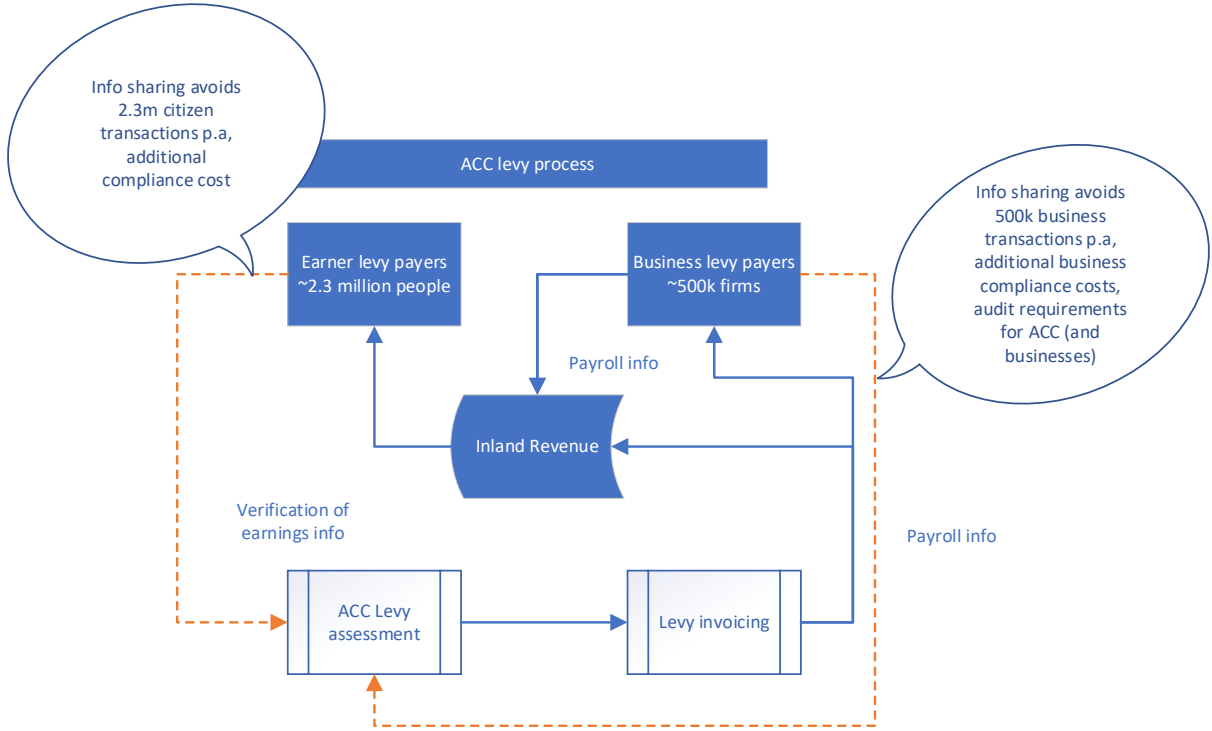 Info sharing avoids
2.3m citizen
transactions p.a,
additional
compliance cost
ACC levy process
Info sharing avoids
500k business
transactions p.a,
additional business
compliance costs,
audit requirements
for ACC (and
businesses)
Earner levy payers
~2.3 million people
Business levy payers
~500k firms
Payroll info
Inland Revenue
Verification of
earnings info
Payroll info
ACC Levy
assessment
Levy invoicing